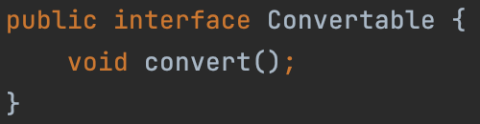 public interface Convertable {
    void convert();
}